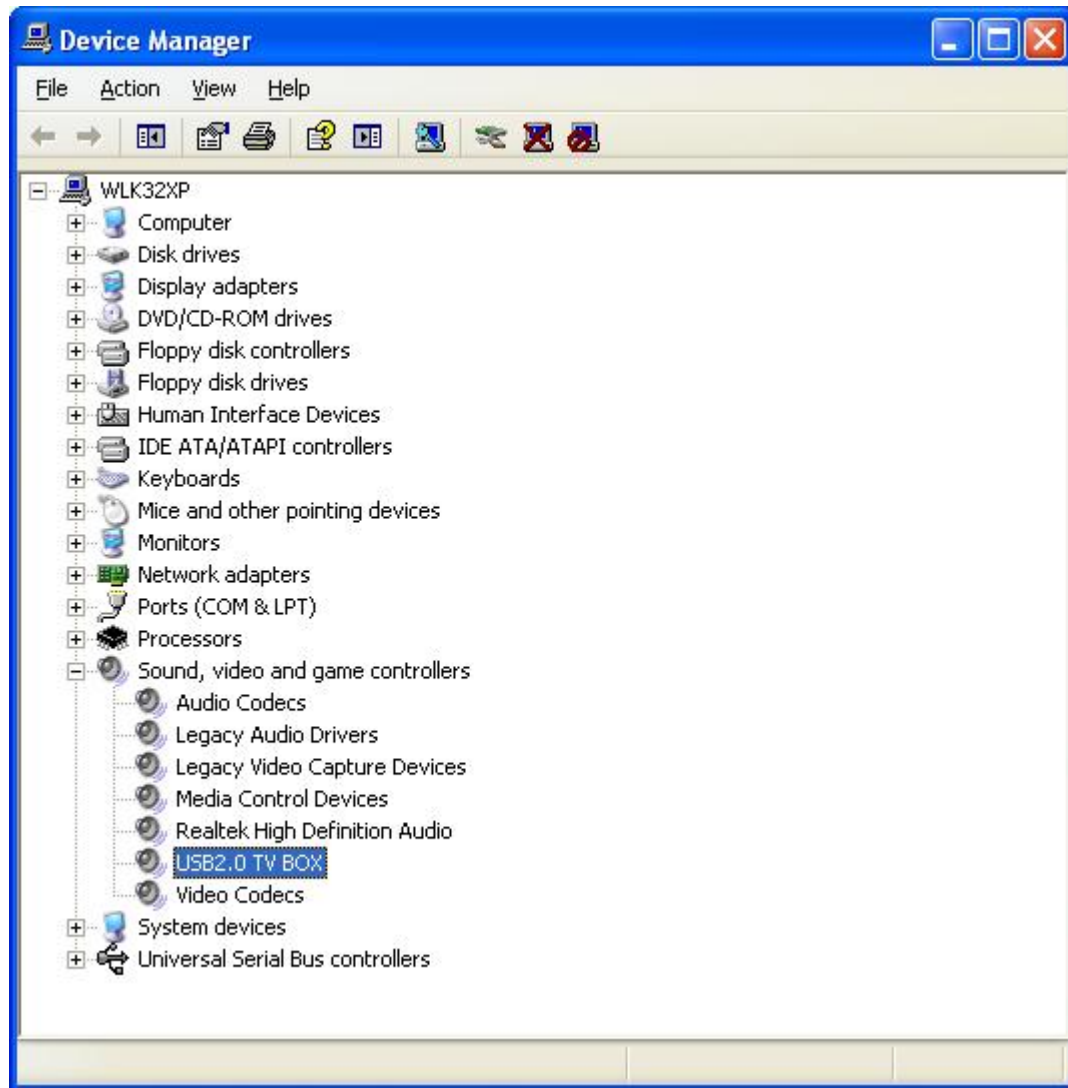 Device Manager
File Action View Help
WLK32XP
Computer
Disk drives
Display adapters
DVD/CD-ROM drives
Floppy disk controllers
Floppy disk drives
Human Interface Devices
IDE ATA/ATAPI controllers
Keyboards
Mice and other pointing devices
Monitors
Network adapters
Ports (COM & LPT)
Processors
Sound, video and game controllers
Audio Codecs
Legacy Audio Drivers
Legacy Video Capture Devices
Media Control Devices
Realtek High Definition Audio
USB2.0 TV BOX
Video Codecs
System devices
Universal Serial Bus controllers